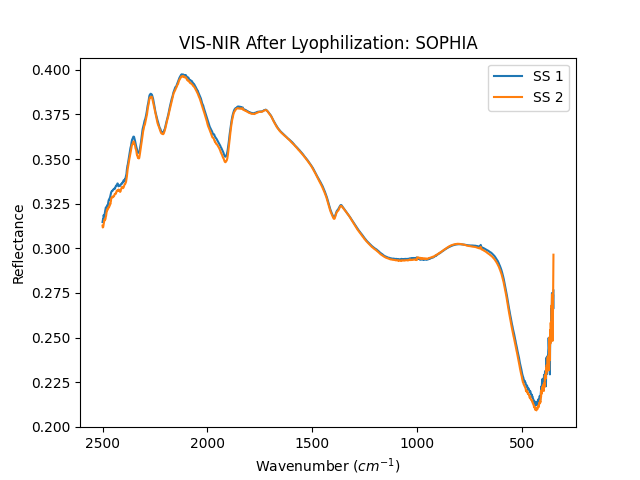 VIS-NIR After Lyophilization: SOPHIA
SS 1
SS 2
0.400
0.375
0.350
0.325
0.300
0.275
0.250
0.225
0.200
Reflectance
2500 2000 1500 1000 500
Wavenumber (cm⁻¹)